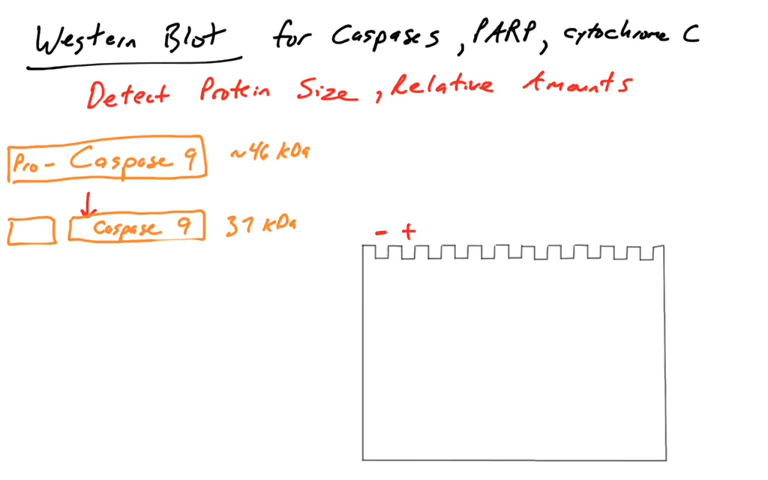 Western Blot for Caspases, PARP, cytochrome C
Detect Protein Size, Relative Amounts
Pro- Caspase 9 ~46 kDa
Caspase 9 37 kDa
- +